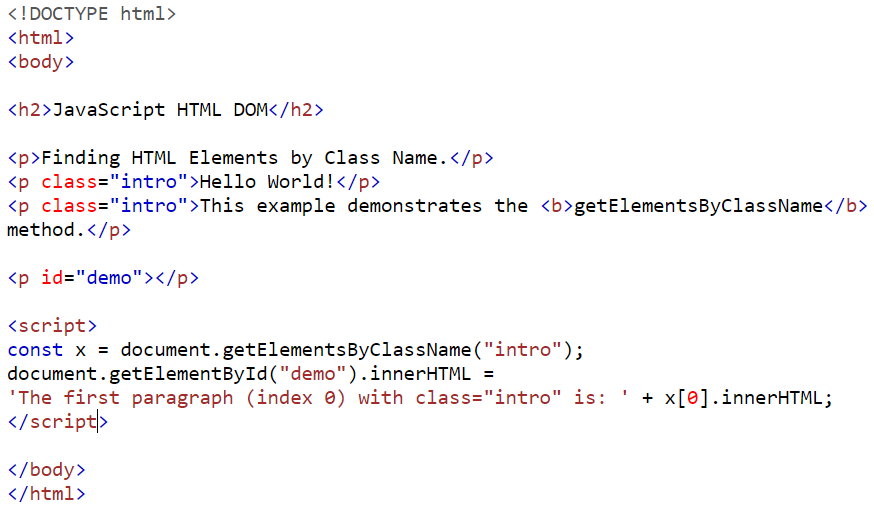 <!DOCTYPE html>
<html>
<body>
<h2>JavaScript HTML DOM</h2>
<p>Finding HTML Elements by Class Name.</p>
<p class="intro">Hello World!</p>
<p class="intro">This example demonstrates the <b>getElementsByClassName</b>
method.</p>
<p id="demo"></p>
<script>
const x = document.getElementsByClassName("intro");
document.getElementById("demo").innerHTML =
'The first paragraph (index 0) with class="intro" is: ' + x[0].innerHTML;
</script>
</body>
</html>